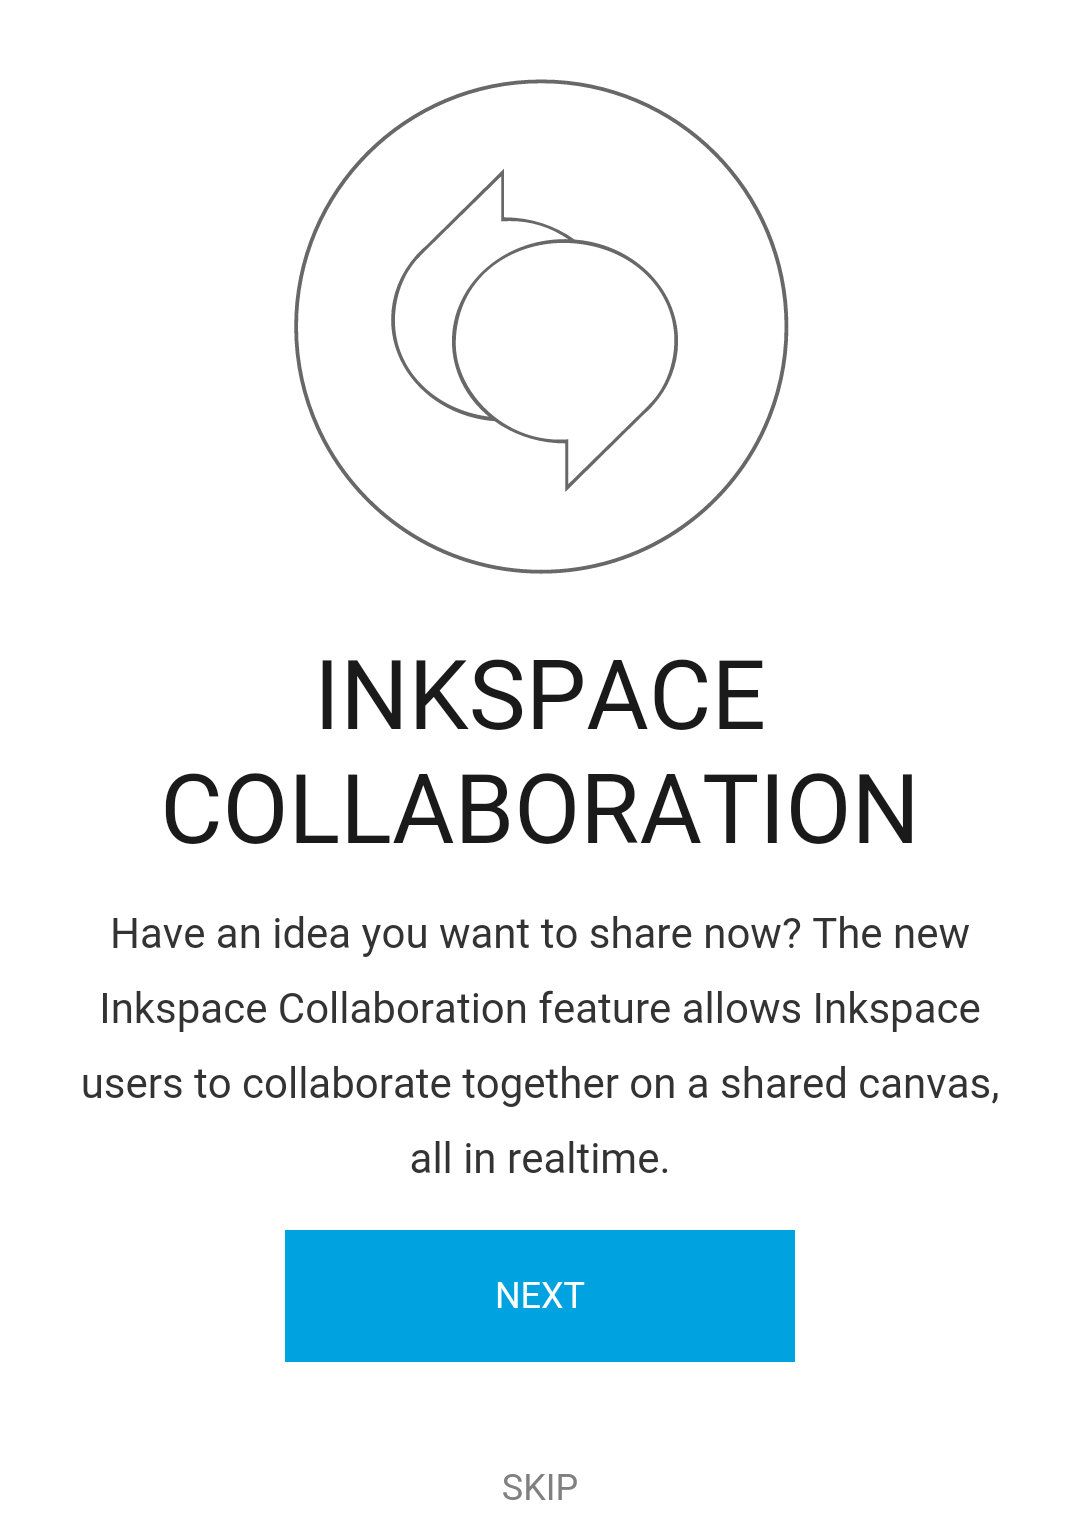 INKSPACE
COLLABORATION
Have an idea you want to share now? The new
Inkspace Collaboration feature allows Inkspace
users to collaborate together on a shared canvas,
all in realtime.
NEXT
SKIP